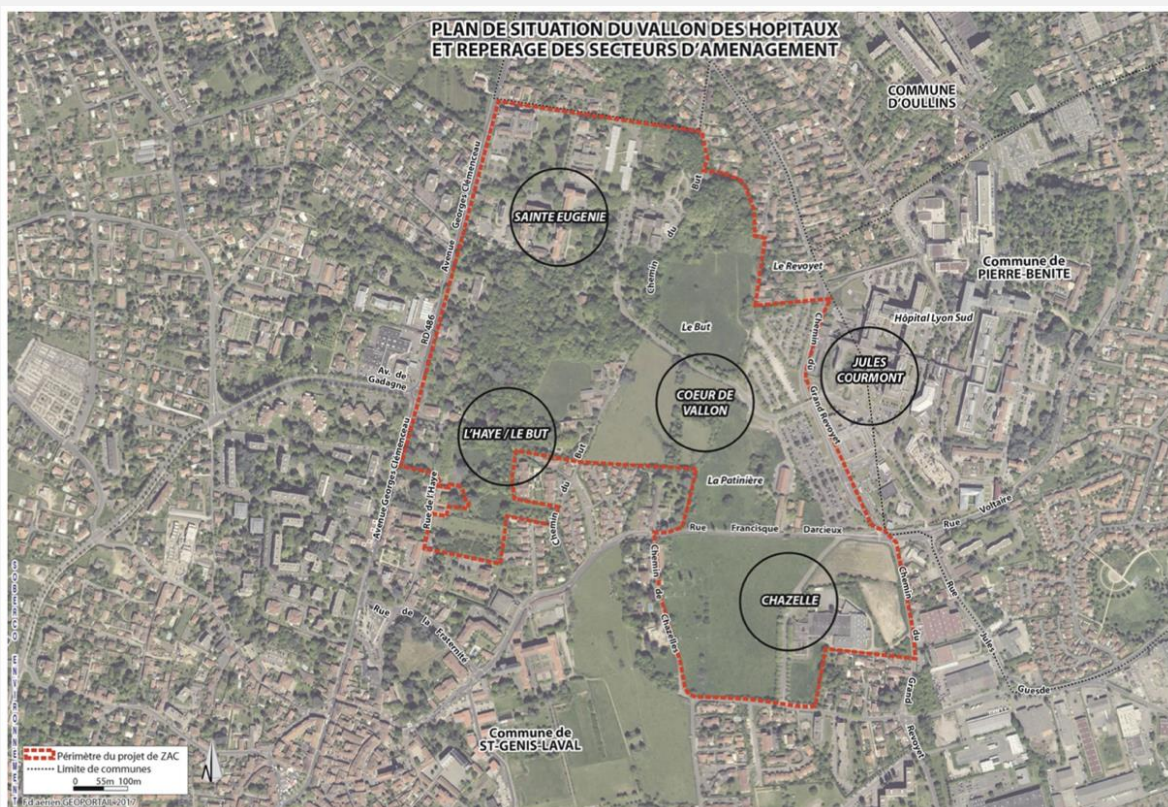 PLAN DE SITUATION DU VALLON DES HOPITAUX
ET REPERAGE DES SECTEURS D'AMENAGEMENT
COMMUNE
D'OULLINS
Avenue Georges Clémenceau
SAINTE EUGENIE
Chemin du But
Le Revoyet
Commune de
PIERRE-BENITE
RD 486
Le But
Chemin du Grand Revoyet
Hôpital Lyon Sud
JULES
COURMONT
Av. de
Gadagne
COEUR DE
VALLON
L'HAYE / LE BUT
Avenue Georges Clémenceau
Rue de l'Haye
Chemin du But
La Patinière
Rue Francisque Darcieux
Rue Voltaire
Chemin de Chazelles
CHAZELLE
Chemin du Grand Revoyet
Rue Jules Guesde
Rue de la Fraternité
Commune de
ST-GENIS-LAVAL
Périmètre du projet de ZAC
Limite de communes
0 55m 100m
N
F.d aérien GEOPORTAIL-2017